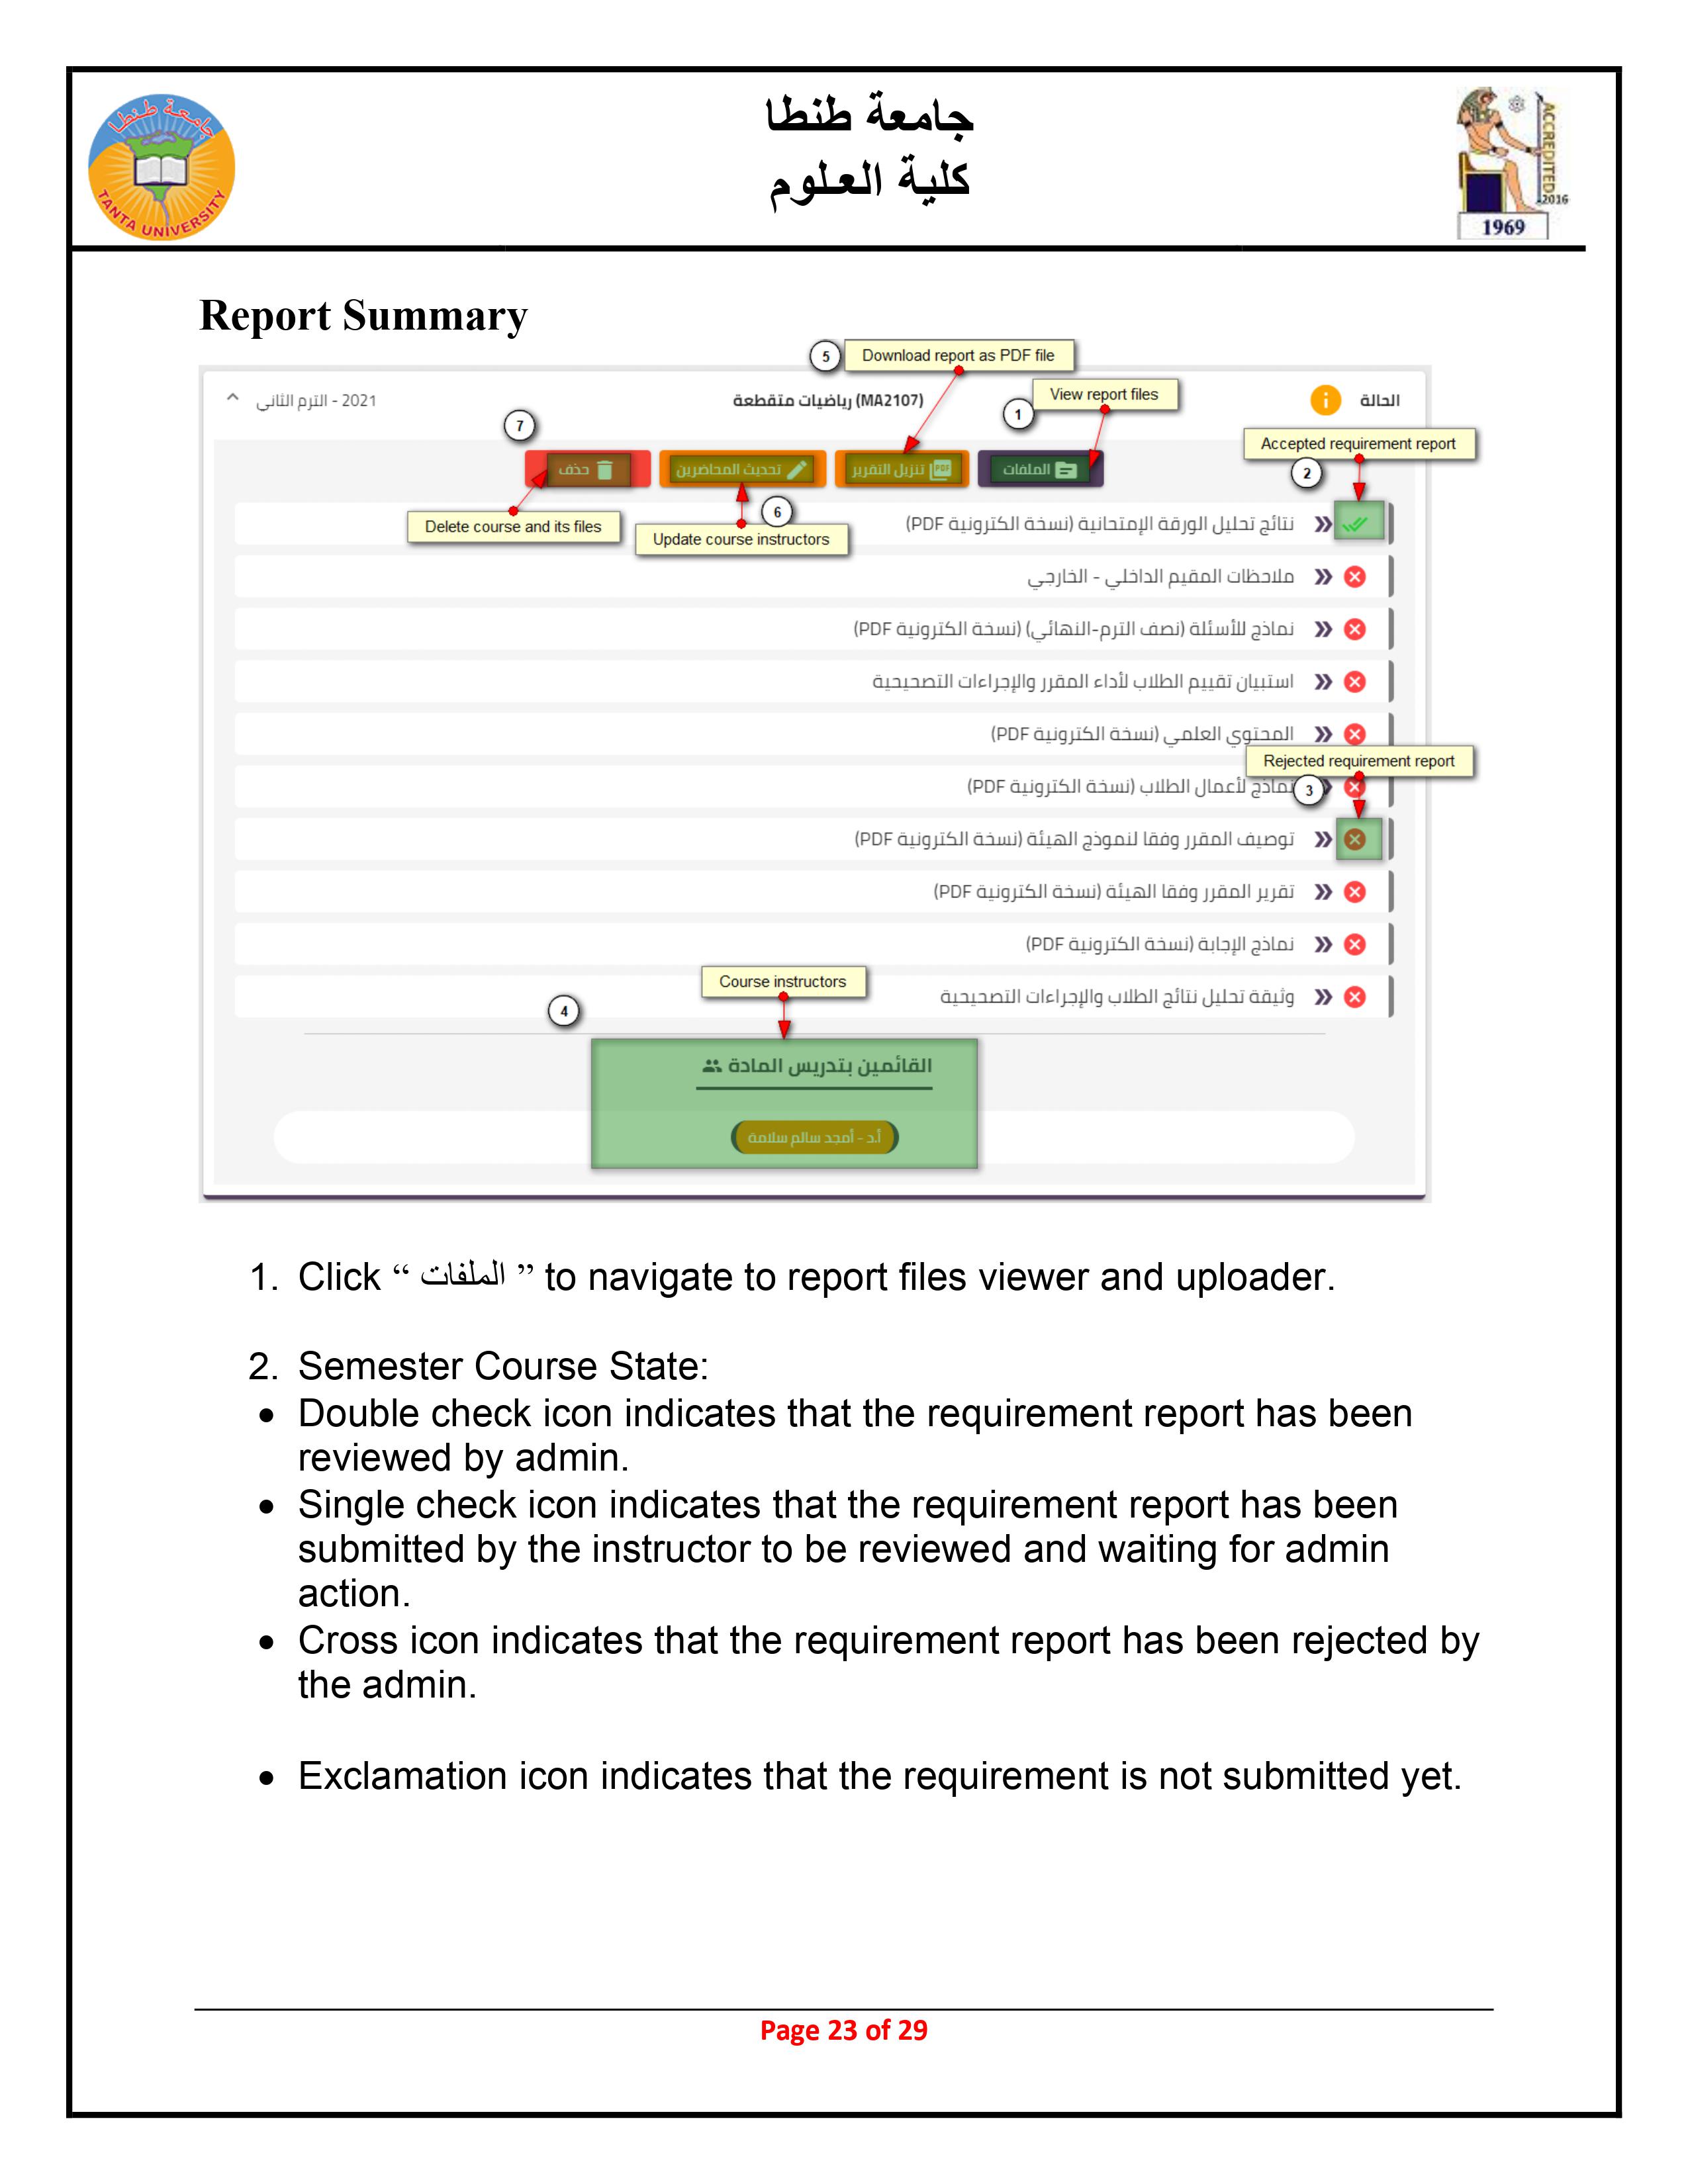 جامعة طنطا
TANTA UNIVERSITY
جامعة طنطا
كلية العلوم
ACCREDITED
2016
1969
Report Summary
5 Download report as PDF file
1 View report files
الحالة
(MA2107) رياضيات متقطعة
2021 - الترم الثاني
7
Accepted requirement report
2
الملفات
تنزيل التقرير
تحديث المحاضرين
حذف
Delete course and its files
6
Update course instructors
نتائج تحليل الورقة الإمتحانية (نسخة الكترونية PDF)
ملاحظات المقيم الداخلي - الخارجي
نماذج للأسئلة (نصف الترم-النهائي) (نسخة الكترونية PDF)
استبيان تقييم الطلاب لأداء المقرر والإجراءات التصحيحية
المحتوي العلمي (نسخة الكترونية PDF)
Rejected requirement report
3
نماذج لأعمال الطلاب (نسخة الكترونية PDF)
توصيف المقرر وفقا لنموذج الهيئة (نسخة الكترونية PDF)
تقرير المقرر وفقا الهيئة (نسخة الكترونية PDF)
نماذج الإجابة (نسخة الكترونية PDF)
Course instructors
4
وثيقة تحليل نتائج الطلاب والإجراءات التصحيحية
القائمين بتدريس المادة
أ.د - أمجد سالم سلامة
1. Click “ الملفات ” to navigate to report files viewer and uploader.
2. Semester Course State:
• Double check icon indicates that the requirement report has been
reviewed by admin.
• Single check icon indicates that the requirement report has been
submitted by the instructor to be reviewed and waiting for admin
action.
• Cross icon indicates that the requirement report has been rejected by
the admin.
• Exclamation icon indicates that the requirement is not submitted yet.
Page 23 of 29